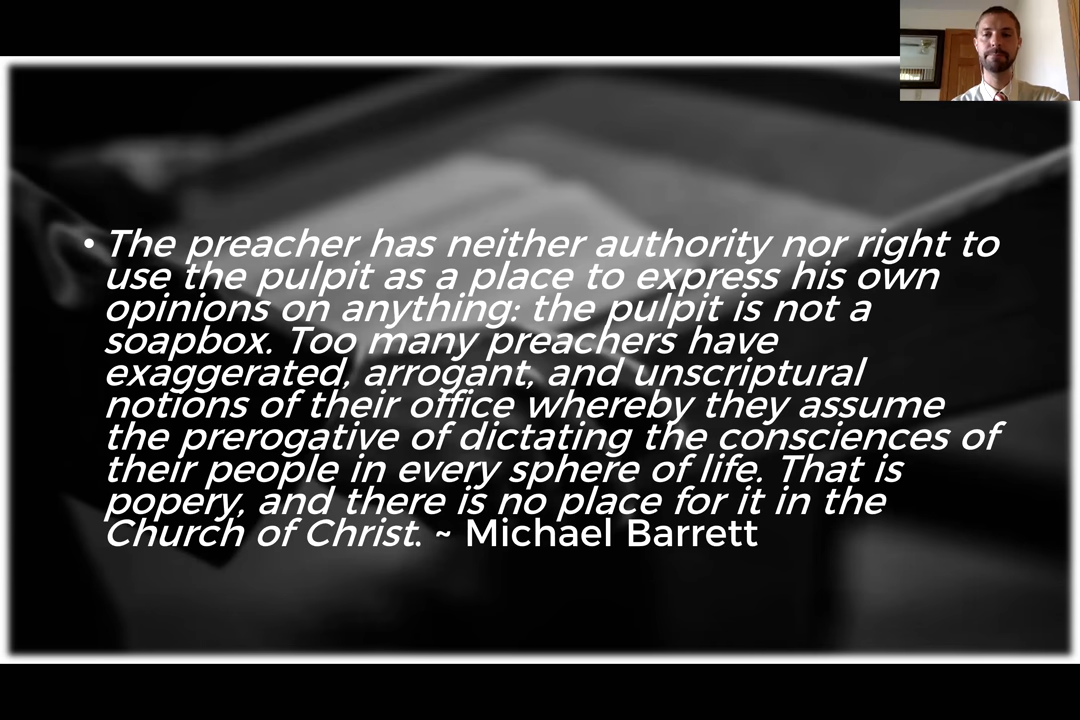 • The preacher has neither authority nor right to
use the pulpit as a place to express his own
opinions on anything: the pulpit is not a
soapbox. Too many preachers have
exaggerated, arrogant, and unscriptural
notions of their office whereby they assume
the prerogative of dictating the consciences of
their people in every sphere of life. That is
popery, and there is no place for it in the
Church of Christ. ~ Michael Barrett